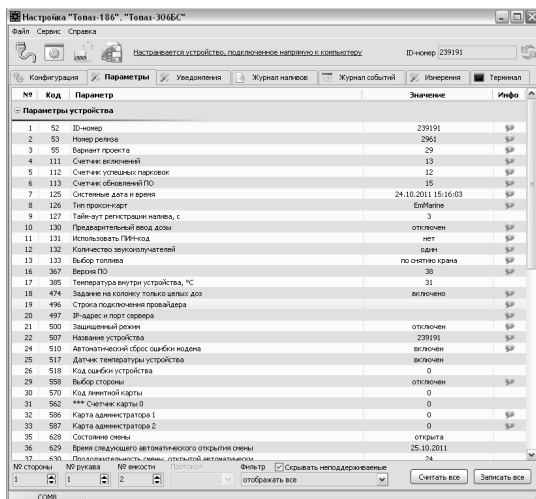 Настройка "Топаз-186", "Топаз-306БС"
Файл Сервис Справка
Настраивается устройство, подключенное напрямую к компьютеру
ID-номер 239191
Конфигурация Параметры Уведомления Журнал наливов Журнал событий Измерения Терминал
№ Код Параметр Значение Инфо
Параметры устройства
1 52 ID-номер 239191
2 53 Номер релиза 2961
3 55 Вариант проекта 29
4 111 Счетчик включений 13
5 112 Счетчик успешных парковок 12
6 113 Счетчик обновлений ПО 15
7 125 Системные дата и время 24.10.2011 15:16:03
8 126 Тип прокси-карт EmMarine
9 127 Тайм-аут регистрации налива, с 3
10 130 Предварительный ввод дозы отключен
11 131 Использовать ПИН-код нет
12 132 Количество звукоизлучателей один
13 133 Выбор топлива по снятию крана
16 367 Версия ПО 38
17 385 Температура внутри устройства, °C 31
18 474 Задание на колонку только целых доз включено
19 496 Строка подключения провайдера
20 497 IP-адрес и порт сервера
21 500 Защищенный режим отключен
22 507 Название устройства 239191
24 510 Автоматический сброс ошибки модема включен
25 517 Датчик температуры устройства включен
26 518 Код ошибки устройства 0
29 558 Выбор стороны отключен
30 570 Код лимитной карты 0
31 562 *** Счетчик карты 0 0
32 586 Карта администратора 1 0
33 587 Карта администратора 2 0
35 628 Состояние смены открыта
36 629 Время следующего автоматического открытия смены 25.10.2011
37 630 Продолжительность смены, открытой автоматически 24
№ стороны № рукава № емкости Протокол Фильтр Скрывать неподдерживаемые
1 1 2 отображать все Считать все Записать все
COM8